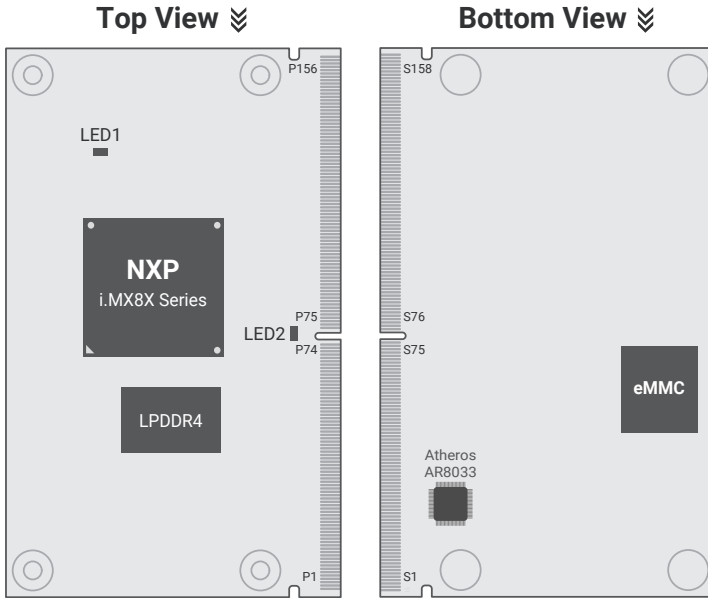 Top View
Bottom View
P156
S158
LED1
NXP
i.MX8X Series
P75
S76
LED2
P74
S75
eMMC
LPDDR4
Atheros
AR8033
P1
S1